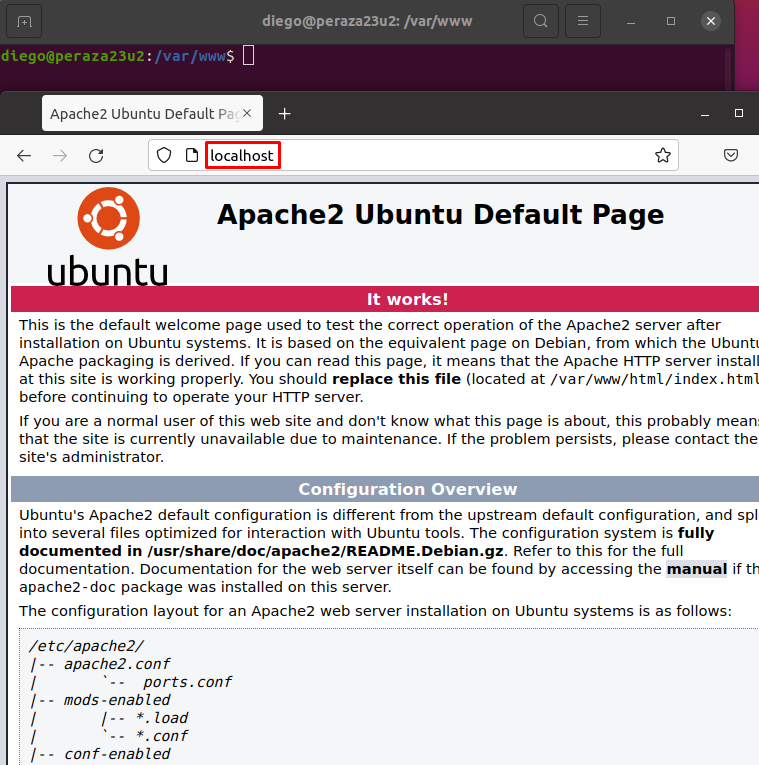 diego@peraza23u2: /var/www
diego@peraza23u2:/var/www$
Apache2 Ubuntu Default Pag
localhost
ubuntu
Apache2 Ubuntu Default Page
It works!
This is the default welcome page used to test the correct operation of the Apache2 server after
installation on Ubuntu systems. It is based on the equivalent page on Debian, from which the Ubuntu
Apache packaging is derived. If you can read this page, it means that the Apache HTTP server install
at this site is working properly. You should replace this file (located at /var/www/html/index.html
before continuing to operate your HTTP server.
If you are a normal user of this web site and don't know what this page is about, this probably means
that the site is currently unavailable due to maintenance. If the problem persists, please contact the
site's administrator.
Configuration Overview
Ubuntu's Apache2 default configuration is different from the upstream default configuration, and spl
into several files optimized for interaction with Ubuntu tools. The configuration system is fully
documented in /usr/share/doc/apache2/README.Debian.gz. Refer to this for the full
documentation. Documentation for the web server itself can be found by accessing the manual if th
apache2-doc package was installed on this server.
The configuration layout for an Apache2 web server installation on Ubuntu systems is as follows:
/etc/apache2/
|-- apache2.conf
|       `--  ports.conf
|-- mods-enabled
|       |-- *.load
|       `-- *.conf
|-- conf-enabled